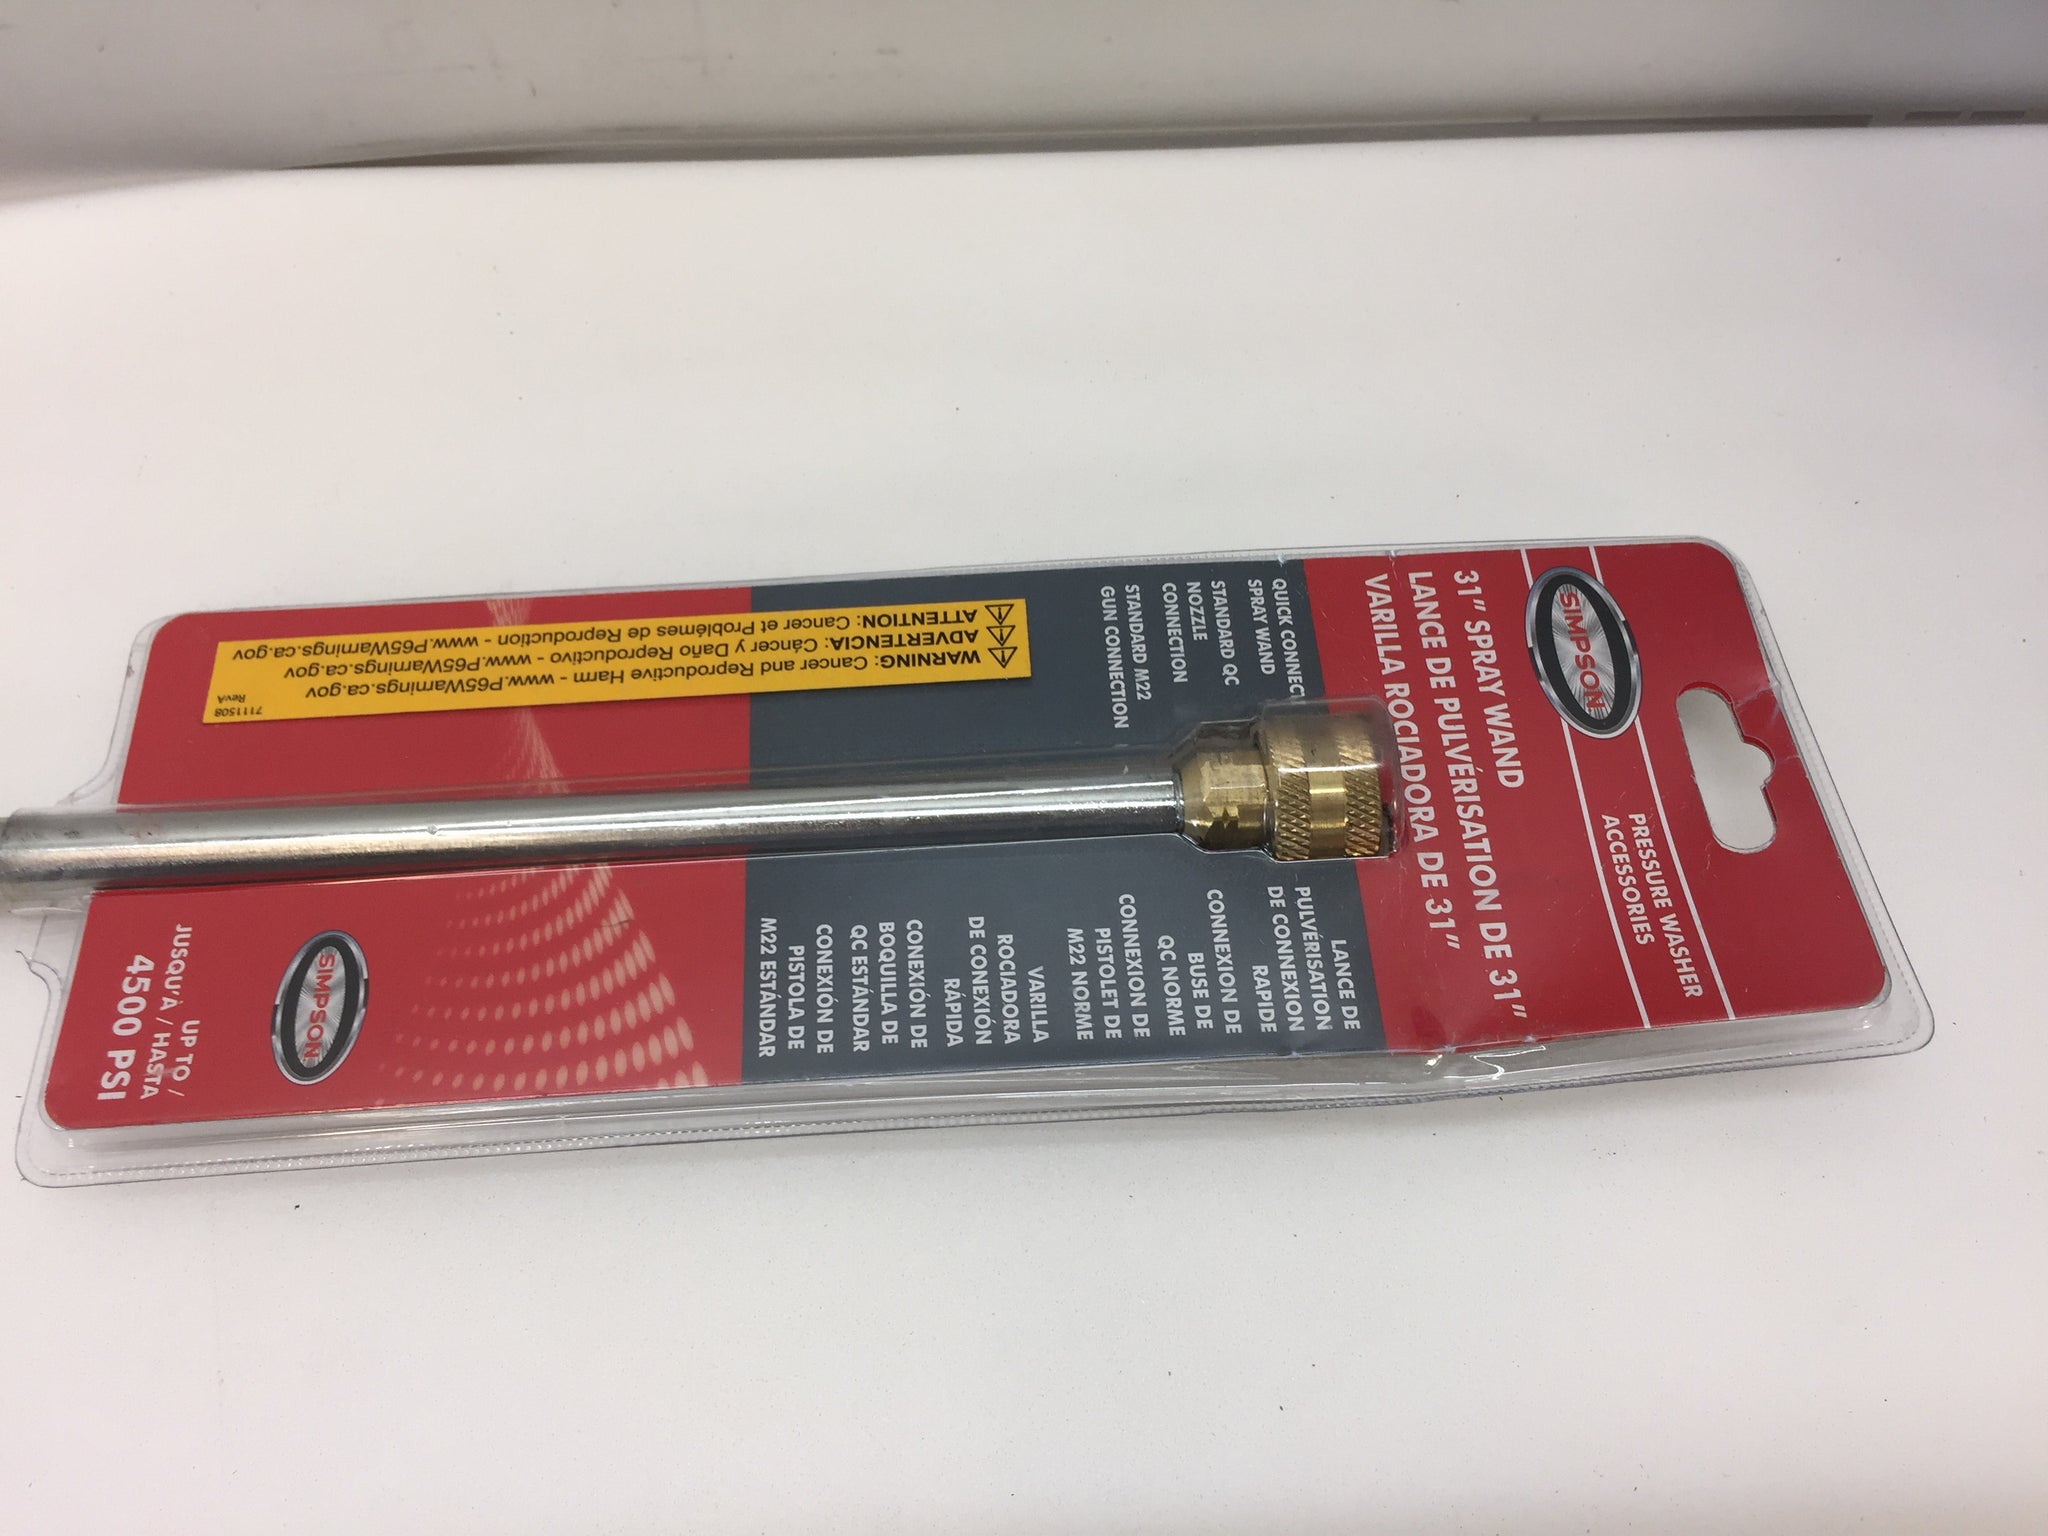 SIMPSON
PRESSURE WASHER
ACCESSORIES
31" SPRAY WAND
LANCE DE PULVÉRISATION DE 31"
VARILLA ROCIADORA DE 31"
QUICK CONNECT
SPRAY WAND
STANDARD QC
NOZZLE
CONNECTION
STANDARD M22
GUN CONNECTION
LANCE DE
PULVÉRISATION
DE CONNEXION
RAPIDE
CONNEXION DE
BUSE DE
QC NORME
CONNEXION DE
PISTOLET DE
M22 NORME
VARILLA
ROCIADORA
DE CONEXIÓN
RÁPIDA
CONEXIÓN DE
BOQUILLA DE
QC ESTÁNDAR
CONEXIÓN DE
PISTOLA DE
M22 ESTÁNDAR
7111508
Rev/A
WARNING: Cancer and Reproductive Harm - www.P65Warnings.ca.gov
ADVERTENCIA: Cáncer y Daño Reproductivo - www.P65Warnings.ca.gov
ATTENTION: Cancer et Problémes de Reproduction - www.P65Warnings.ca.gov
SIMPSON
UP TO /
JUSQU'À / HASTA
4500 PSI